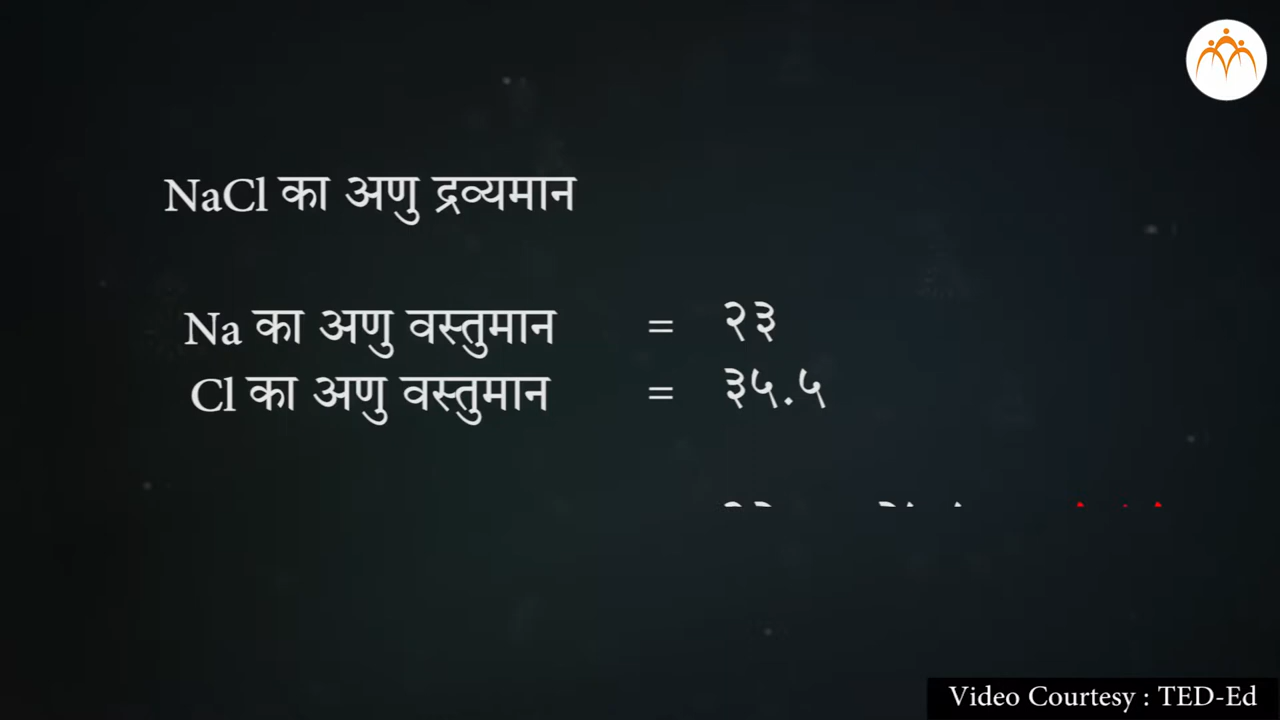 NaCl का अणु द्रव्यमान
Na का अणु वस्तुमान = २३
Cl का अणु वस्तुमान = ३५.५
Video Courtesy : TED-Ed